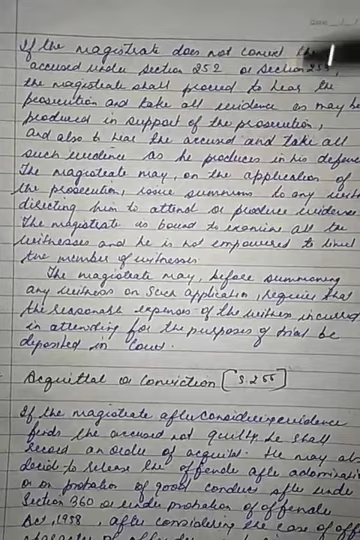 If the magistrate does not convict the
accused under section 252 or Section 253,
the magistrate shall proceed to hear the
prosecution and take all evidence as may be
produced in support of the prosecution,
and also to hear the accused and take all
such evidence as he produces in his defence
The magistrate may, on the application of
the prosecution, issue summons to any witn
directing him to attend or produce evidence
The magistrate is bound to examine all the
witnesses and he is not empowered to limit
the member of witnesses
The magistrate may, before summoning
any witness on such application, require that
the reasonable expenses of the witness incurred
in attending for the purposes of trial be
deposited in Court.
Acquittal or Conviction [S.255]
If the magistrate after considering evidence
finds the accused not guilty, he shall
record an order of acquittal. He may als
decide to release the offender after admonition
or on probation of good conduct after under
Section 360 or under probation of offender
Act, 1958, after considering the case of off